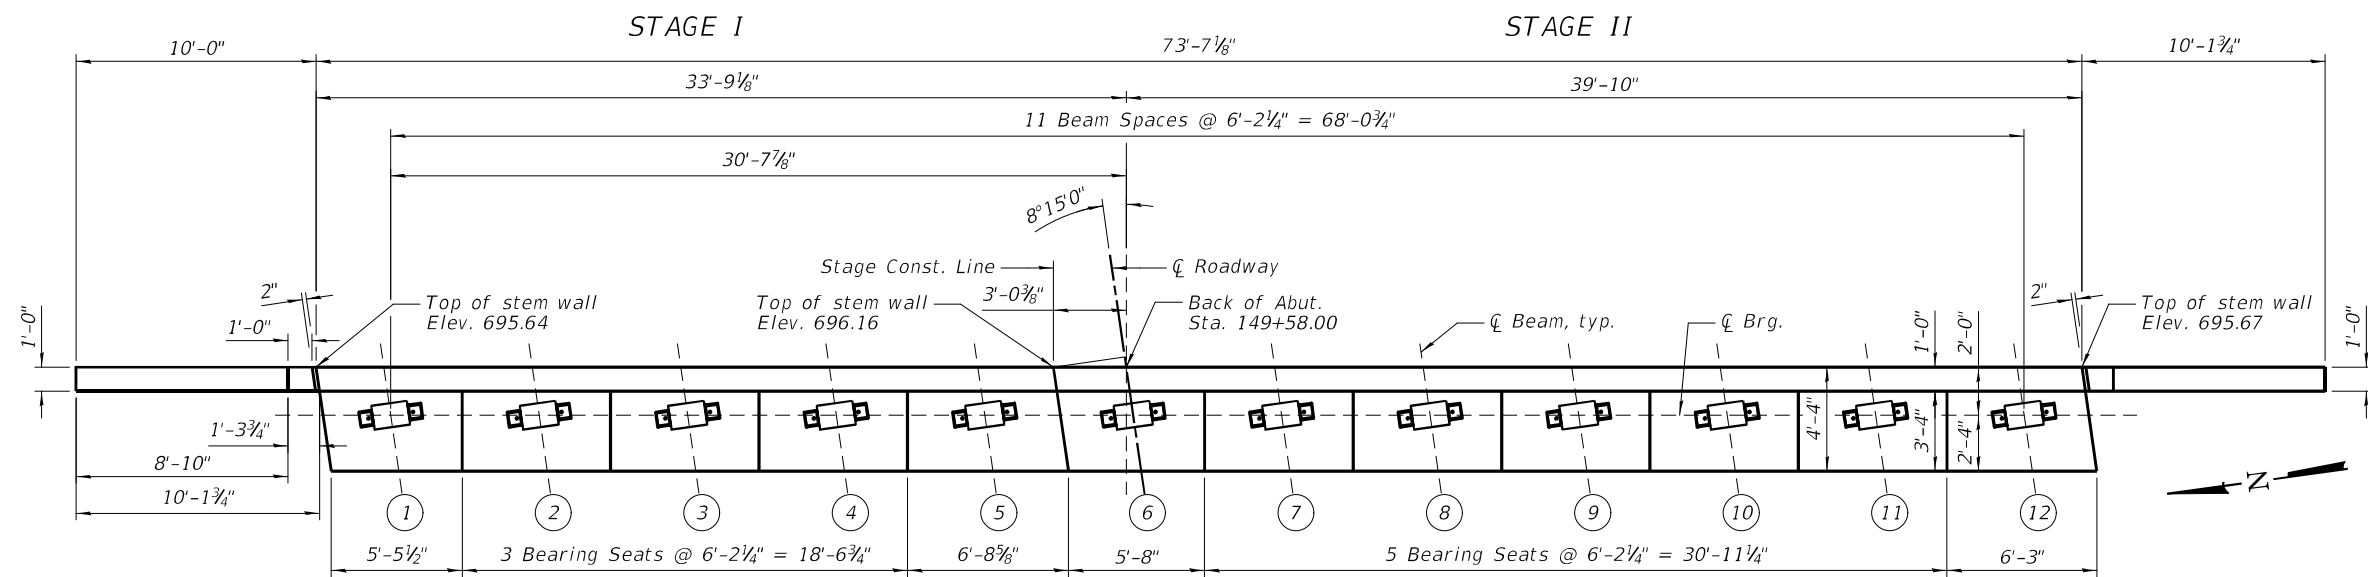 STAGE I
STAGE II
10'-0"
73'-7⅛"
10'-1¾"
33'-9⅛"
39'-10"
11 Beam Spaces @ 6'-2¼" = 68'-0¾"
30'-7⅞"
8°15'0"
Stage Const. Line
℄ Roadway
2"
Top of stem wall
Elev. 695.64
Top of stem wall
Elev. 696.16
3'-0⅜"
Back of Abut.
Sta. 149+58.00
2"
Top of stem wall
Elev. 695.67
1'-0"
1'-0"
℄ Beam, typ.
℄ Brg.
1'-0"
2'-0"
1'-0"
1'-3¾"
4'-4"
3'-4"
2'-4"
8'-10"
10'-1¾"
N
1
2
3
4
5
6
7
8
9
10
11
12
5'-5½"
3 Bearing Seats @ 6'-2¼" = 18'-6¾"
6'-8⅝"
5'-8"
5 Bearing Seats @ 6'-2¼" = 30'-11¼"
6'-3"